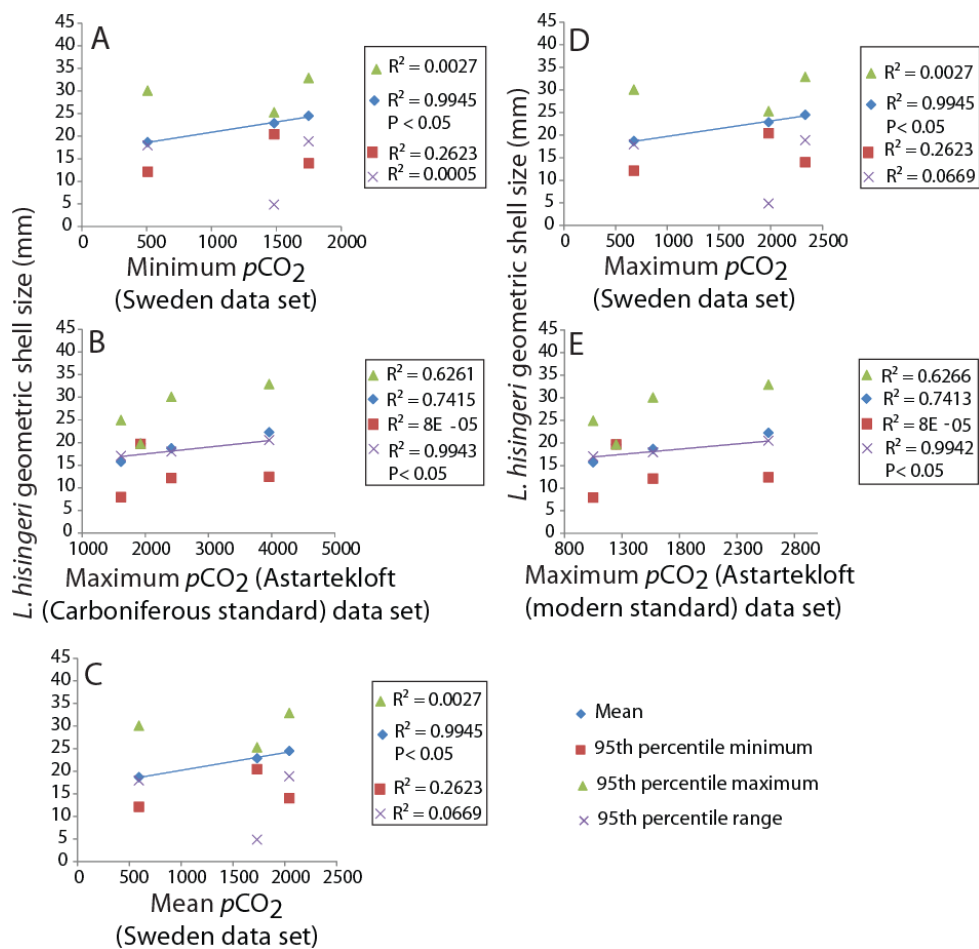 A
45
40
35
30
25
20
15
10
5
0
0 500 1000 1500 2000
Minimum pCO2
(Sweden data set)
R² = 0.0027
R² = 0.9945
P < 0.05
R² = 0.2623
R² = 0.0005
D
45
40
35
30
25
20
15
10
5
0
0 500 1000 1500 2000 2500
Maximum pCO2
(Sweden data set)
R² = 0.0027
R² = 0.9945
P < 0.05
R² = 0.2623
R² = 0.0669
L. hisingeri geometric shell size (mm)
B
45
40
35
30
25
20
15
10
5
0
1000 2000 3000 4000 5000
Maximum pCO2 (Astartekloft
(Carboniferous standard) data set)
R² = 0.6261
R² = 0.7415
R² = 8E -05
R² = 0.9943
P< 0.05
L. hisingeri geometric shell size (mm)
E
45
40
35
30
25
20
15
10
5
0
800 1300 1800 2300 2800
Maximum pCO2 (Astartekloft
(modern standard) data set)
R² = 0.6266
R² = 0.7413
R² = 8E -05
R² = 0.9942
P< 0.05
C
45
40
35
30
25
20
15
10
5
0
0 500 1000 1500 2000 2500
Mean pCO2
(Sweden data set)
R² = 0.0027
R² = 0.9945
P< 0.05
R² = 0.2623
R² = 0.0669
Mean
95th percentile minimum
95th percentile maximum
95th percentile range